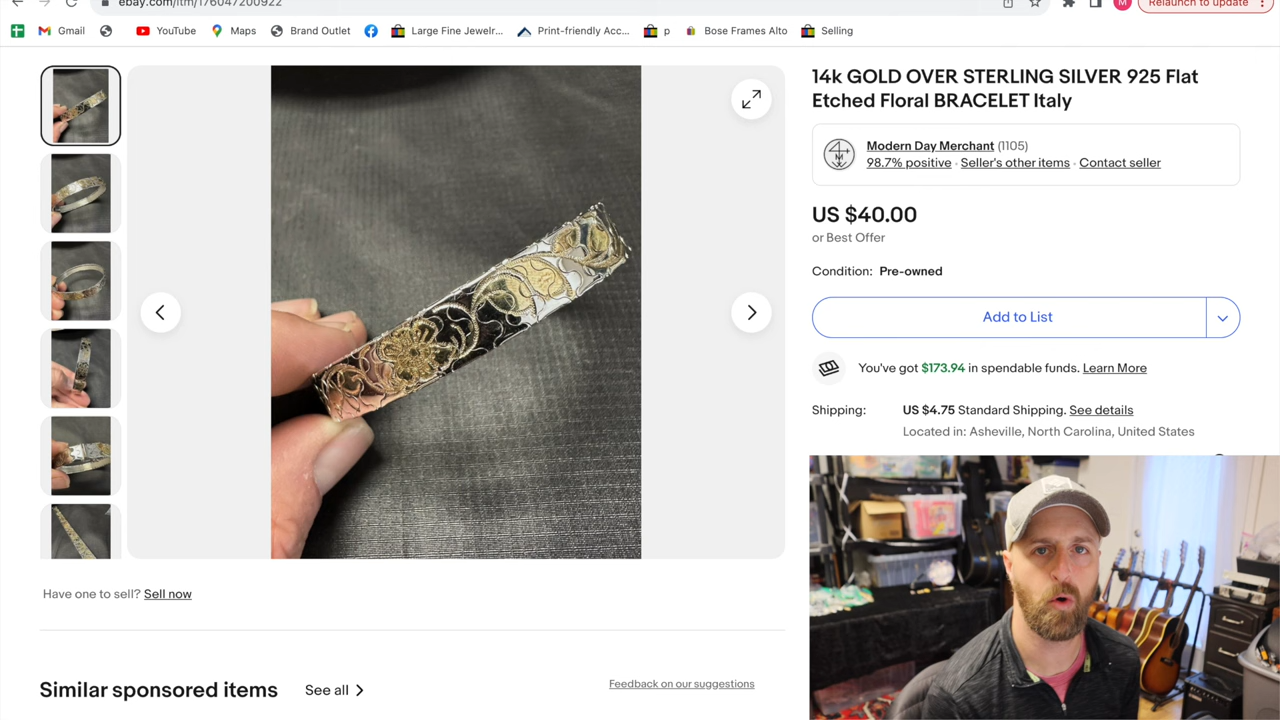 ebay.com/itm/176047200922
M
Relaunch to update
Gmail
YouTube
Maps
Brand Outlet
Large Fine Jewelr...
Print-friendly Acc...
p
Bose Frames Alto
Selling
14k GOLD OVER STERLING SILVER 925 Flat
Etched Floral BRACELET Italy
Modern Day Merchant (1105)
98.7% positive · Seller's other items · Contact seller
US $40.00
or Best Offer
Condition: Pre-owned
Add to List
You've got $173.94 in spendable funds. Learn More
Shipping: US $4.75 Standard Shipping. See details
Located in: Asheville, North Carolina, United States
Have one to sell? Sell now
Similar sponsored items See all
Feedback on our suggestions